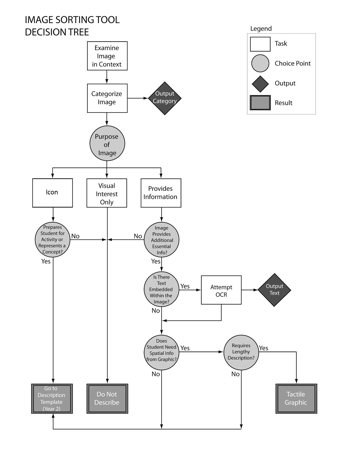 IMAGE SORTING TOOL
DECISION TREE
Legend
Task
Choice Point
Output
Result
Examine
Image
in Context
Categorize
Image
Output
Category
Purpose
of
Image
Icon
Visual
Interest
Only
Provides
Information
Prepares
Student for
Activity or
Represents a
Concept?
No
Yes
Image
Provides
Additional
Essential
Info?
No
Yes
Is There
Text
Embedded
Within the
Image?
Yes
No
Attempt
OCR
Output
Text
Does
Student Need
Spatial Info
from Graphic?
Yes
No
Requires
Lengthy
Description?
Yes
No
Go to
Description
Template
(Year 2)
Do Not
Describe
Tactile
Graphic